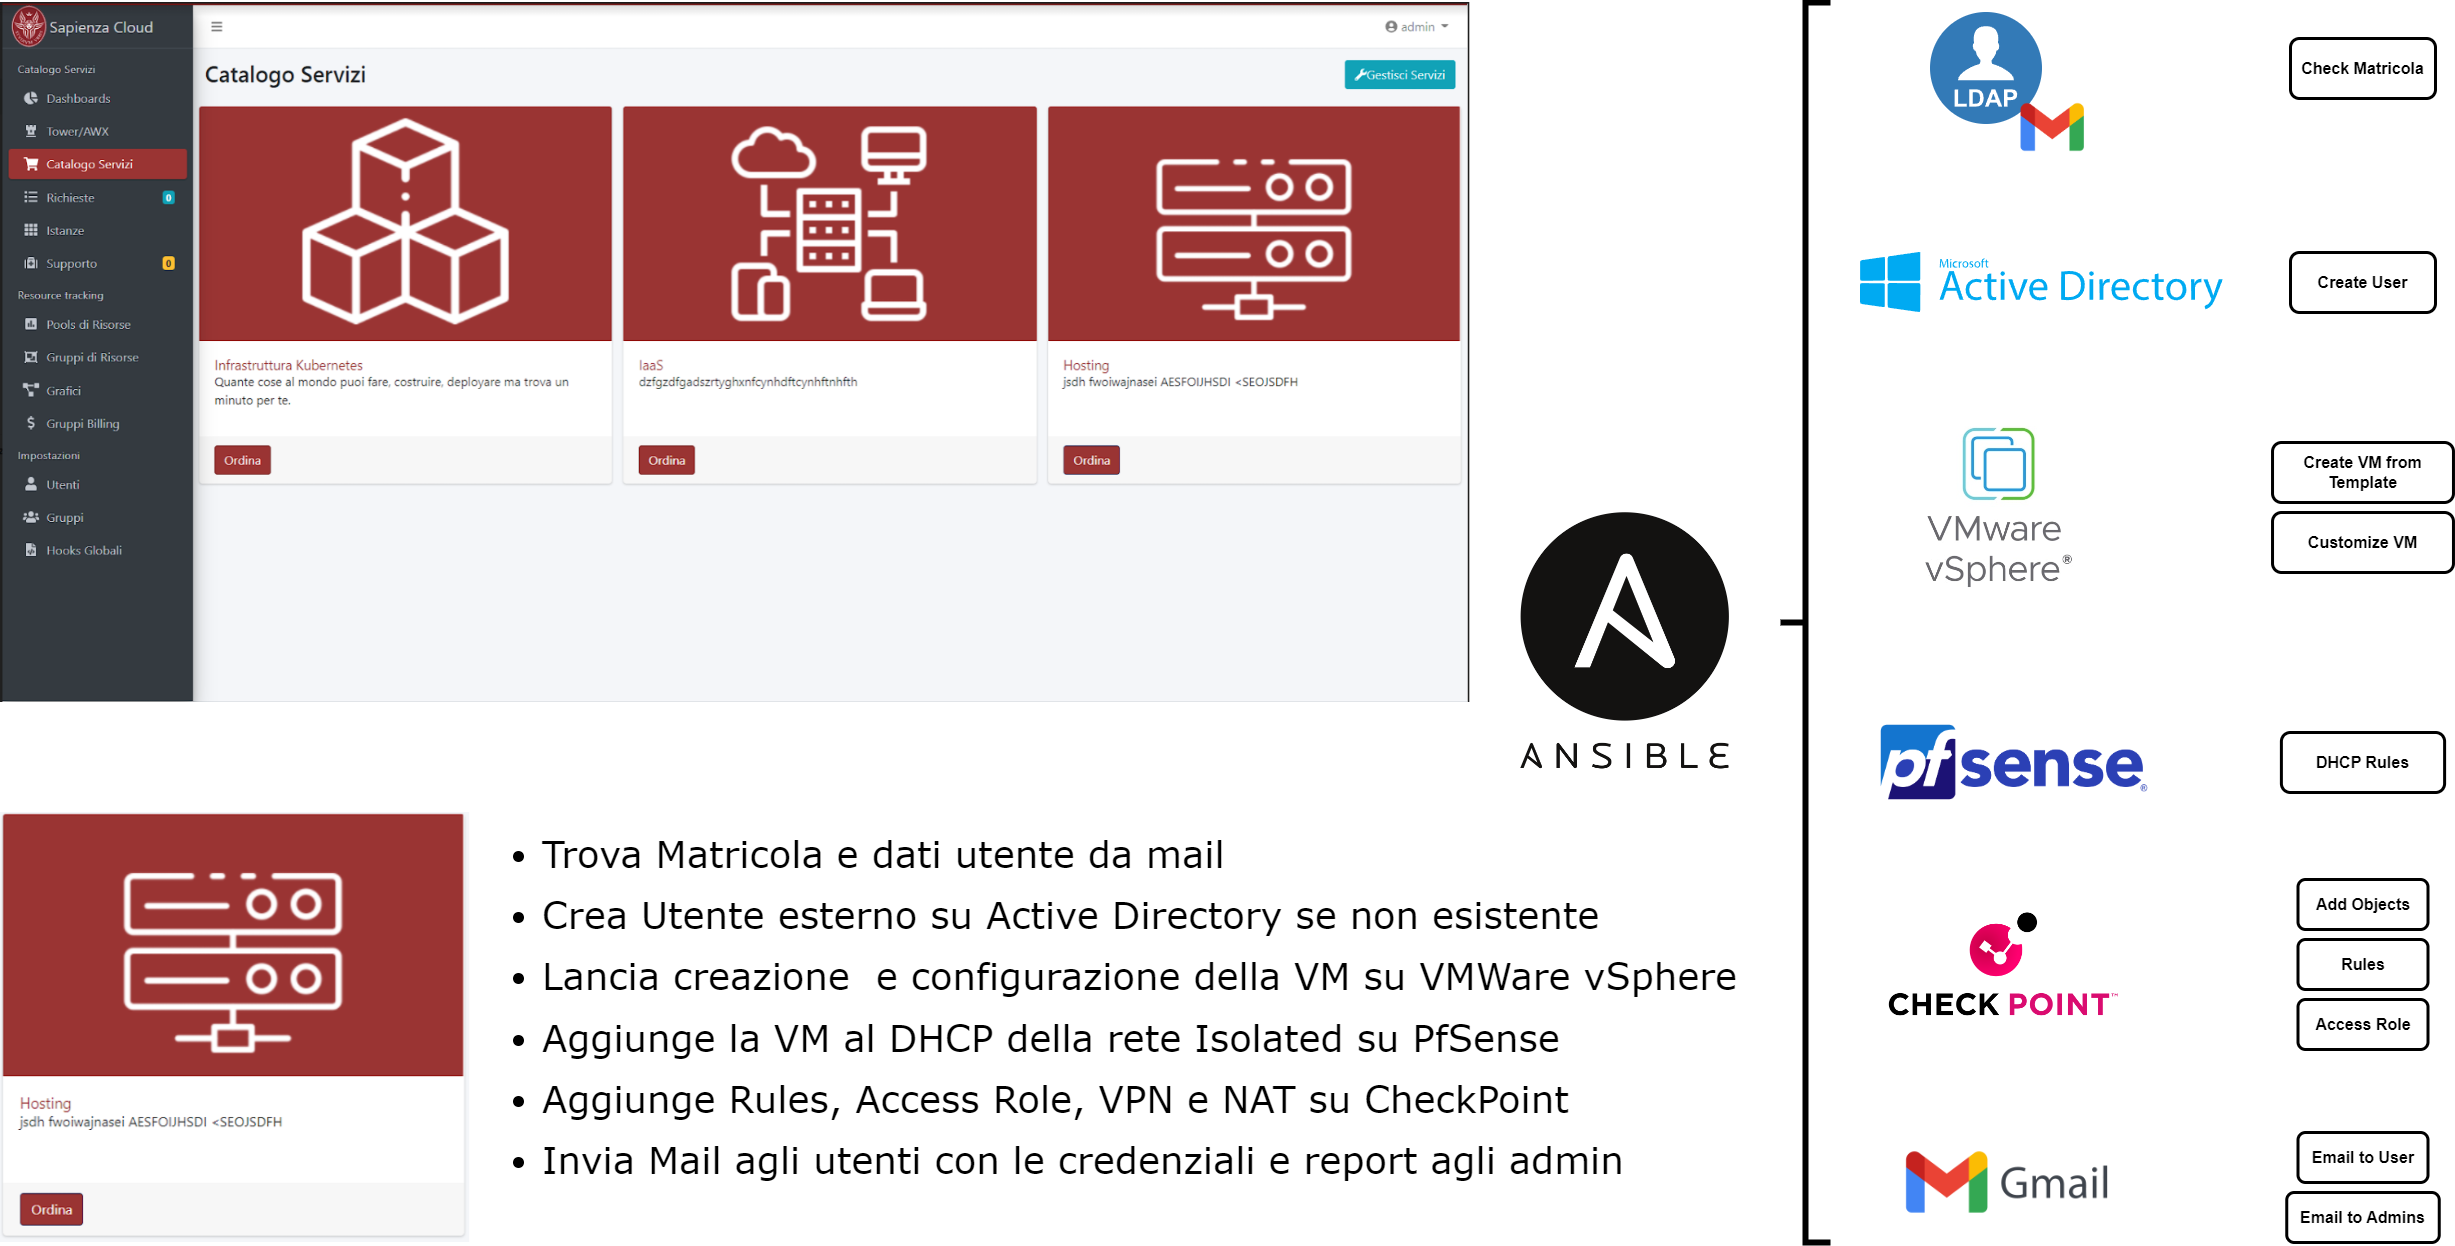 Sapienza Cloud
admin
Catalogo Servizi
Dashboards
Tower/AWX
Catalogo Servizi
Richieste 0
Istanze
Supporto 0
Resource tracking
Pools di Risorse
Gruppi di Risorse
Grafici
Gruppi Billing
Impostazioni
Utenti
Gruppi
Hooks Globali
Catalogo Servizi
Gestisci Servizi
Infrastruttura Kubernetes
Quante cose al mondo puoi fare, costruire, deployare ma trova un
minuto per te.
Ordina
IaaS
dzfgzdfgadszrtyghxnfcynhdftcynhftnhfth
Ordina
Hosting
jsdh fwoiwajnasei AESFOIJHSDI <SEOJSDFH
Ordina
ANSIBLE
LDAP
Check Matricola
Microsoft
Active Directory
Create User
VMware
vSphere®
Create VM from
Template
Customize VM
pfsense®
DHCP Rules
CHECK POINT™
Add Objects
Rules
Access Role
Gmail
Email to User
Email to Admins
Hosting
jsdh fwoiwajnasei AESFOIJHSDI <SEOJSDFH
Ordina
• Trova Matricola e dati utente da mail
• Crea Utente esterno su Active Directory se non esistente
• Lancia creazione  e configurazione della VM su VMWare vSphere
• Aggiunge la VM al DHCP della rete Isolated su PfSense
• Aggiunge Rules, Access Role, VPN e NAT su CheckPoint
• Invia Mail agli utenti con le credenziali e report agli admin